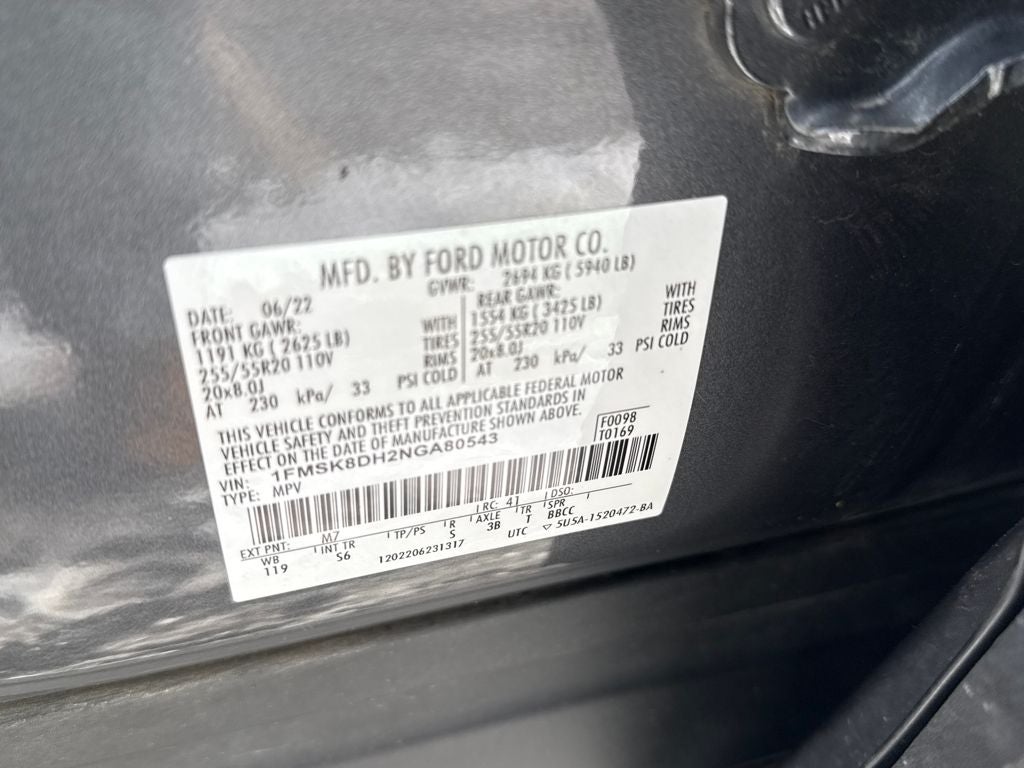 MFD. BY FORD MOTOR CO.
DATE: 06/22 GVWR: 2694 KG ( 5940 LB)
FRONT GAWR: REAR GAWR:
1191 KG ( 2625 LB) WITH 1554 KG ( 3425 LB) WITH
255/55R20 110V TIRES 255/55R20 110V TIRES
20x8.0J RIMS 20x8.0J RIMS
AT 230 kPa/ 33 PSI COLD AT 230 kPa/ 33 PSI COLD
THIS VEHICLE CONFORMS TO ALL APPLICABLE FEDERAL MOTOR
VEHICLE SAFETY AND THEFT PREVENTION STANDARDS IN
EFFECT ON THE DATE OF MANUFACTURE SHOWN ABOVE.
VIN: 1FMSK8DH2NGA80543 F0098
TYPE: MPV T0169
EXT PNT: M7 RC: 41 DSO:
WB INT TR TP/PS R AXLE TR SPR
119 S6 S 3B T BBCC
1202206231317 UTC ▽ 5U5A-1520472-BA